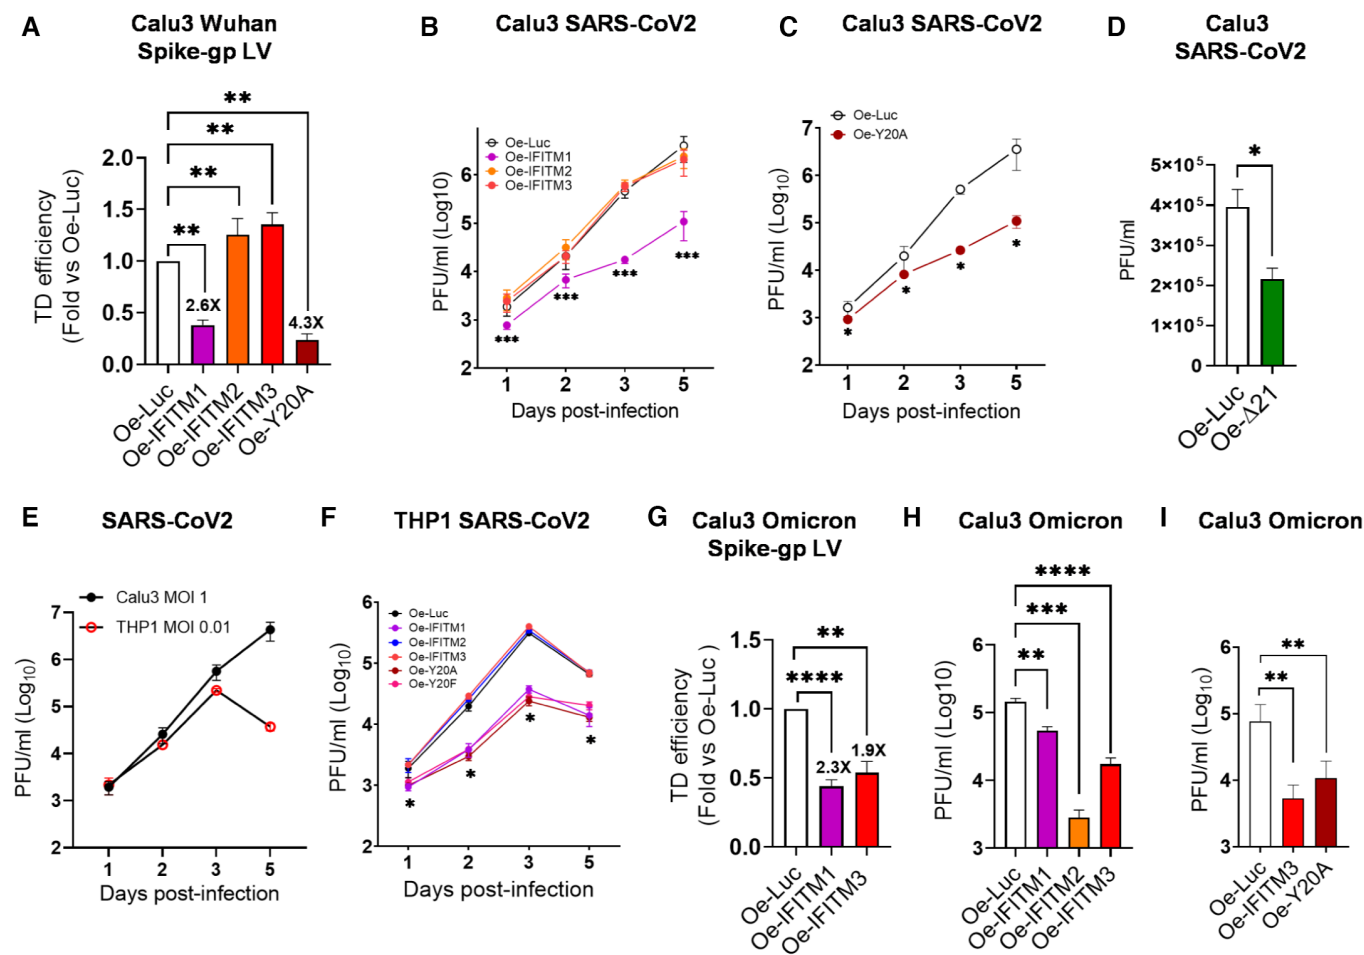 A
Calu3 Wuhan
Spike-gp LV
TD efficiency
(Fold vs Oe-Luc)
2.0
1.5
1.0
0.5
0.0
**
**
**
**
2.6X
4.3X
Oe-Luc
Oe-IFITM1
Oe-IFITM2
Oe-IFITM3
Oe-Y20A
B
Calu3 SARS-CoV2
Oe-Luc
Oe-IFITM1
Oe-IFITM2
Oe-IFITM3
PFU/ml (Log10)
6
5
4
3
2
***
***
***
***
1 2 3 5
Days post-infection
C
Calu3 SARS-CoV2
Oe-Luc
Oe-Y20A
PFU/ml (Log10)
7
6
5
4
3
2
*
*
*
*
1 2 3 5
Days post-infection
D
Calu3
SARS-CoV2
*
PFU/ml
5*10⁵
4*10⁵
3*10⁵
2*10⁵
1*10⁵
0
Oe-Luc
Oe-Δ21
E
SARS-CoV2
Calu3 MOI 1
THP1 MOI 0.01
PFU/ml (Log10)
7
6
5
4
3
2
1 2 3 5
Days post-infection
F
THP1 SARS-CoV2
Oe-Luc
Oe-IFITM1
Oe-IFITM2
Oe-IFITM3
Oe-Y20A
Oe-Y20F
PFU/ml (Log10)
6
5
4
3
2
*
*
*
*
1 2 3 5
Days post-infection
G
Calu3 Omicron
Spike-gp LV
TD efficiency
(Fold vs Oe-Luc )
1.5
1.0
0.5
0.0
**
****
2.3X
1.9X
Oe-Luc
Oe-IFITM1
Oe-IFITM3
H
Calu3 Omicron
****
***
**
PFU/ml (Log10)
6
5
4
3
Oe-Luc
Oe-IFITM1
Oe-IFITM2
Oe-IFITM3
I
Calu3 Omicron
**
**
PFU/ml (Log10)
6
5
4
3
Oe-Luc
Oe-IFITM3
Oe-Y20A